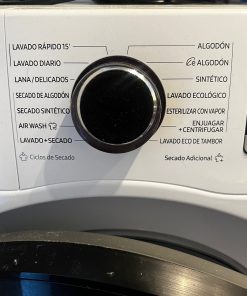 LAVADO RÁPIDO 15'
LAVADO DIARIO
LANA/DELICADOS
SECADO DE ALGODÓN
SECADO SINTÉTICO
AIR WASH
LAVADO+SECADO
Ciclos de Secado
ALGODÓN
ALGODÓN
SINTÉTICO
LAVADO ECOLÓGICO
ESTERILIZAR CON VAPOR
ENJUAGAR
+CENTRIFUGAR
LAVADO ECO DE TAMBOR
Secado Adicional